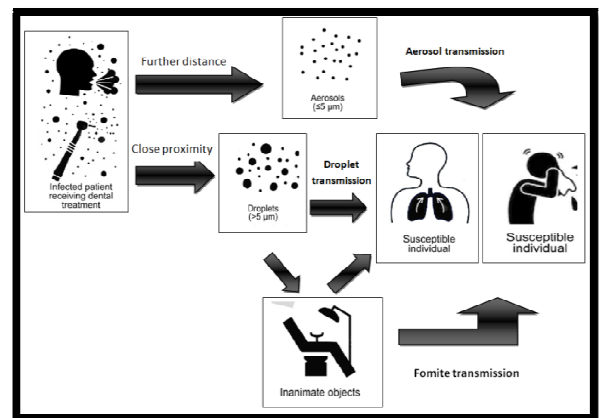 Further distance
Aerosols
(≤5 μm)
Aerosol transmission
Infected patient
receiving dental
treatment
Close proximity
Droplets
(>5 μm)
Droplet
transmission
Susceptible
individual
Susceptible
individual
Inanimate objects
Fomite transmission